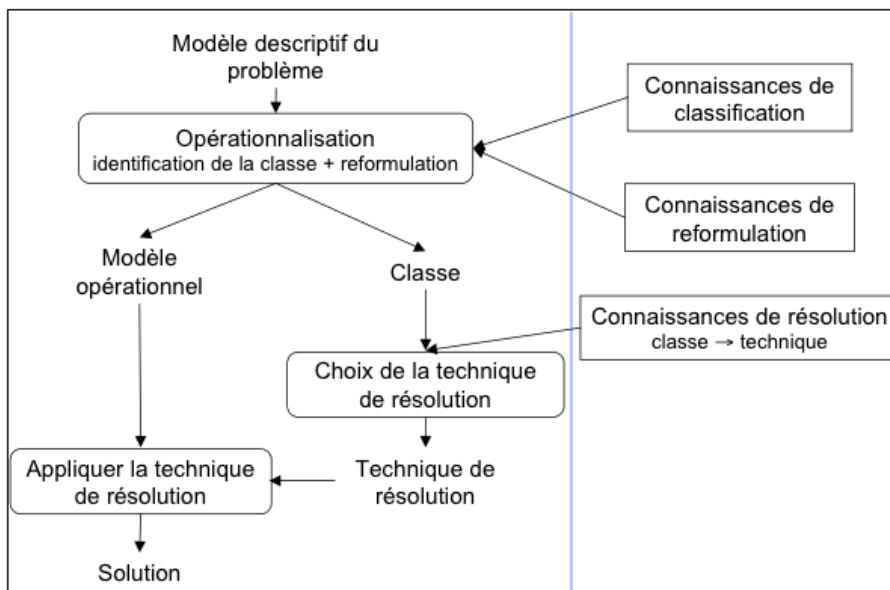 Modèle descriptif du
problème
Opérationnalisation
identification de la classe + reformulation
Connaissances de
classification
Connaissances de
reformulation
Modèle
opérationnel
Classe
Connaissances de résolution
classe → technique
Choix de la technique
de résolution
Appliquer la technique
de résolution
Technique de
résolution
Solution